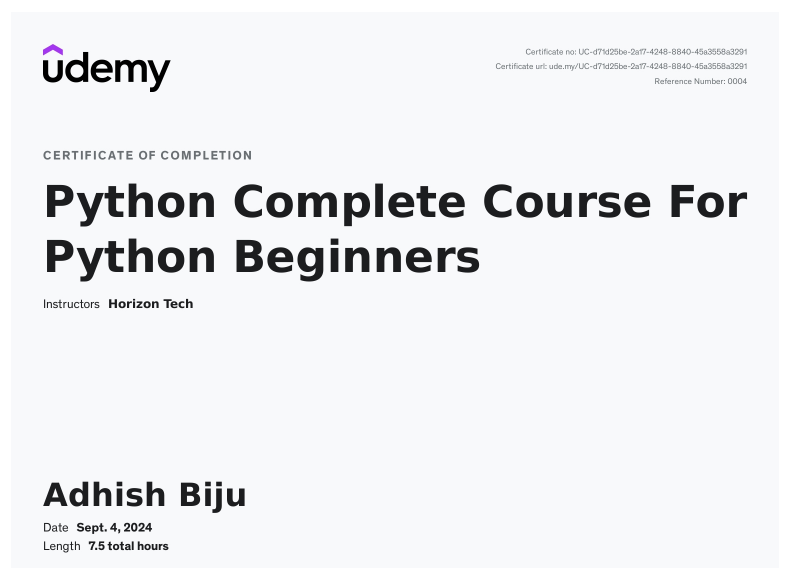 udemy
Certificate no: UC-d71d25be-2a17-4248-8840-45a3558a3291
Certificate url: ude.my/UC-d71d25be-2a17-4248-8840-45a3558a3291
Reference Number: 0004
CERTIFICATE OF COMPLETION
Python Complete Course For
Python Beginners
Instructors Horizon Tech
Adhish Biju
Date Sept. 4, 2024
Length 7.5 total hours